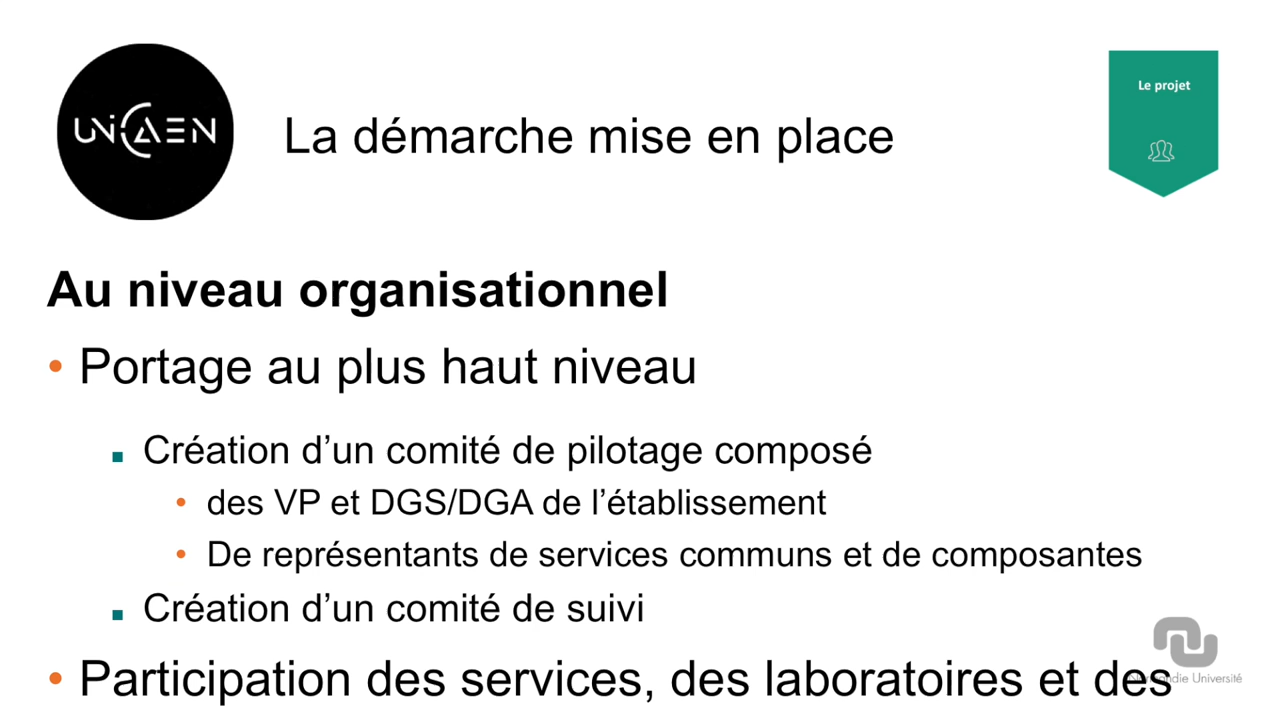 UNICAEN
La démarche mise en place
Le projet
Au niveau organisationnel
• Portage au plus haut niveau
▪ Création d’un comité de pilotage composé
• des VP et DGS/DGA de l’établissement
• De représentants de services communs et de composantes
▪ Création d’un comité de suivi
• Participation des services, des laboratoires et des
Normandie Université